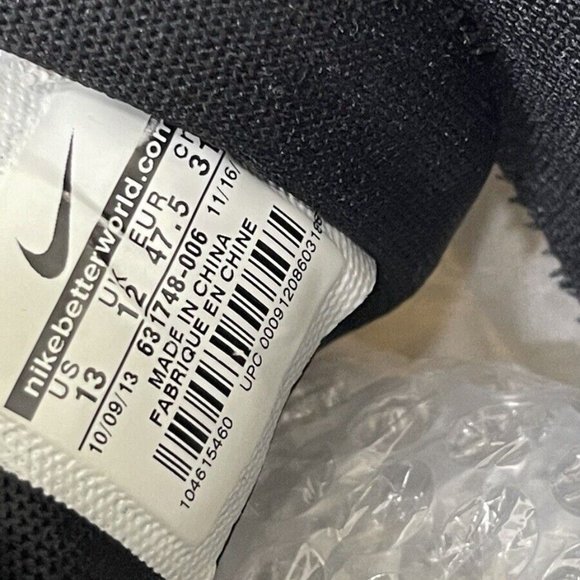 nikebetterworld.com
US UK EUR
13 12 47.5
10/09/13 631748-006 11/16/
MADE IN CHINA
FABRIQUE EN CHINE
104615460 UPC